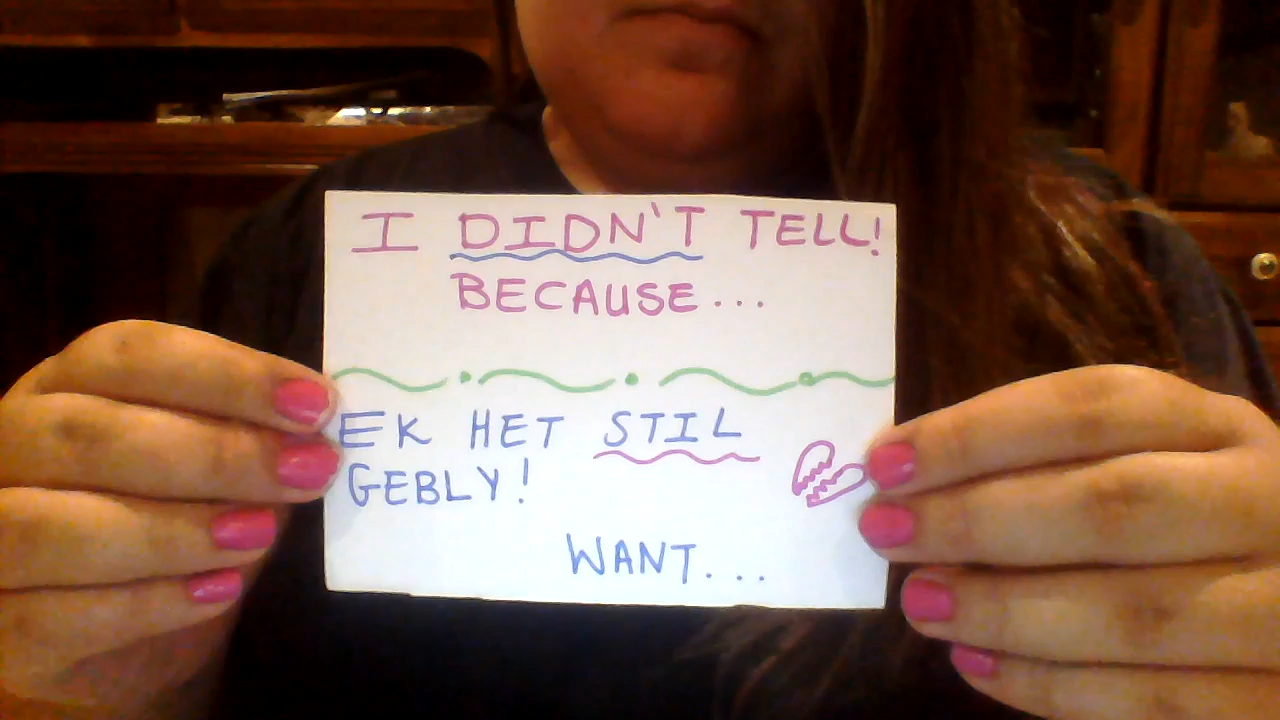 I DIDN'T TELL!
BECAUSE...
EK HET STIL
GEBLY!
WANT...